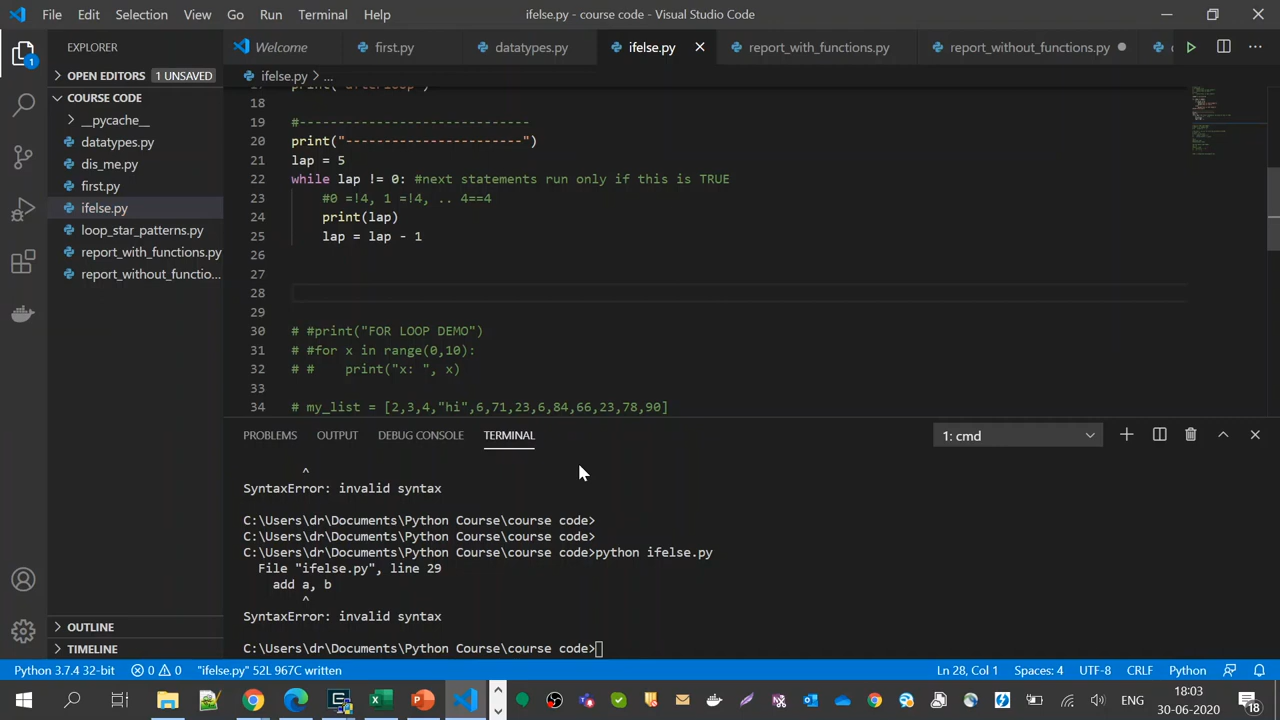 File Edit Selection View Go Run Terminal Help ifelse.py - course code - Visual Studio Code
EXPLORER
Welcome first.py datatypes.py ifelse.py report_with_functions.py report_without_functions.py
OPEN EDITORS 1 UNSAVED
ifelse.py > ...
COURSE CODE
__pycache__
datatypes.py
dis_me.py
first.py
ifelse.py
loop_star_patterns.py
report_with_functions.py
report_without_functio...
17 print("afterloop")
18
19 #------------------------------
20 print("-----------------------")
21 lap = 5
22 while lap != 0: #next statements run only if this is TRUE
23 #0 =!4, 1 =!4, .. 4==4
24 print(lap)
25 lap = lap - 1
26
27
28
29
30 # #print("FOR LOOP DEMO")
31 # #for x in range(0,10):
32 # # print("x: ", x)
33
34 # my_list = [2,3,4,"hi",6,71,23,6,84,66,23,78,90]
PROBLEMS OUTPUT DEBUG CONSOLE TERMINAL 1: cmd
^
SyntaxError: invalid syntax
C:\Users\dr\Documents\Python Course\course code>
C:\Users\dr\Documents\Python Course\course code>
C:\Users\dr\Documents\Python Course\course code>python ifelse.py
File "ifelse.py", line 29
add a, b
^
SyntaxError: invalid syntax
C:\Users\dr\Documents\Python Course\course code>
OUTLINE
TIMELINE
Python 3.7.4 32-bit 0 0 "ifelse.py" 52L 967C written Ln 28, Col 1 Spaces: 4 UTF-8 CRLF Python
ENG 18:03
30-06-2020
18
1